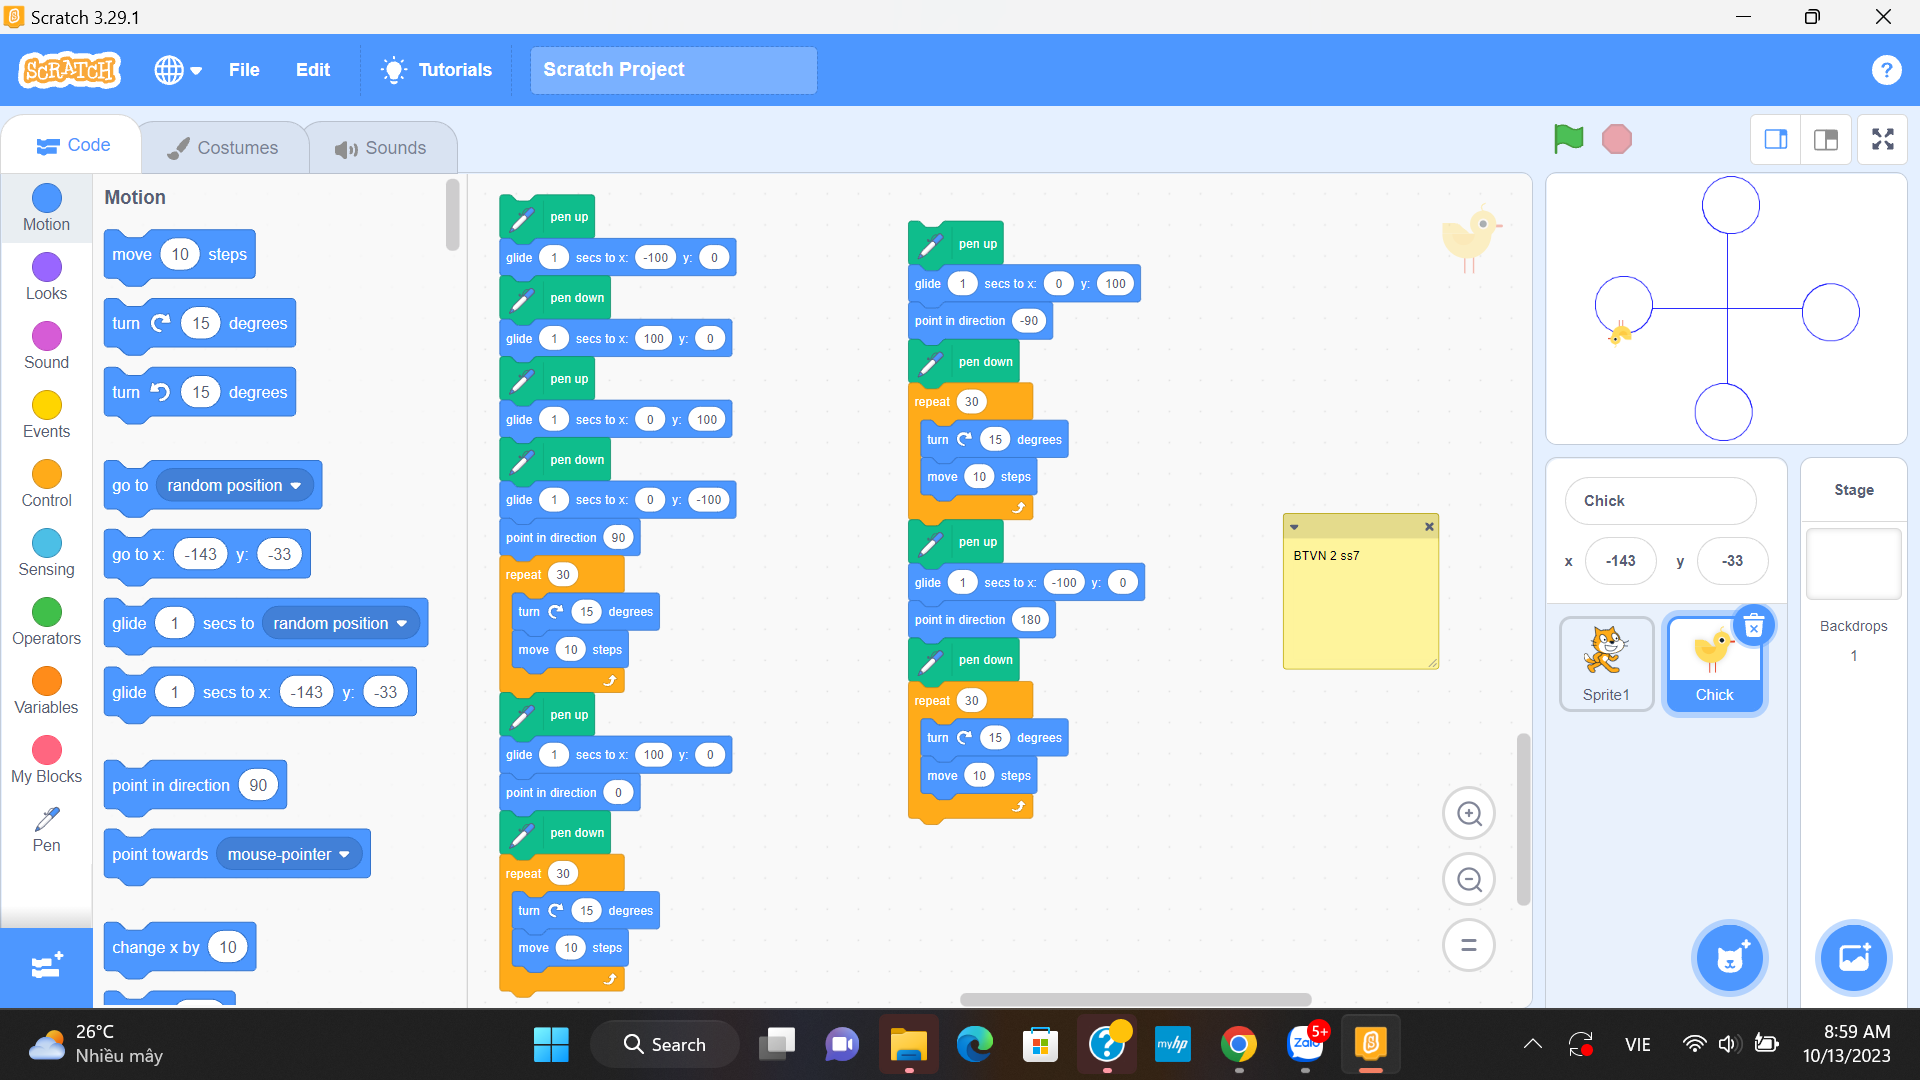 Scratch 3.29.1
SCRATCH
File
Edit
Tutorials
Scratch Project
?
Code
Costumes
Sounds
Motion
Looks
Sound
Events
Control
Sensing
Operators
Variables
My Blocks
Pen
Motion
move 10 steps
turn 15 degrees
turn 15 degrees
go to random position
go to x: -143 y: -33
glide 1 secs to random position
glide 1 secs to x: -143 y: -33
point in direction 90
point towards mouse-pointer
change x by 10
pen up
glide 1 secs to x: -100 y: 0
pen down
glide 1 secs to x: 100 y: 0
pen up
glide 1 secs to x: 0 y: 100
pen down
glide 1 secs to x: 0 y: -100
point in direction 90
repeat 30
turn 15 degrees
move 10 steps
pen up
glide 1 secs to x: 100 y: 0
point in direction 0
pen down
repeat 30
turn 15 degrees
move 10 steps
pen up
glide 1 secs to x: 0 y: 100
point in direction -90
pen down
repeat 30
turn 15 degrees
move 10 steps
pen up
glide 1 secs to x: -100 y: 0
point in direction 180
pen down
repeat 30
turn 15 degrees
move 10 steps
BTVN 2 ss7
Chick
x -143 y -33
Sprite1
Chick
Stage
Backdrops
1
26°C
Nhiều mây
Search
?
myhp
Zalo
5+
VIE
8:59 AM
10/13/2023